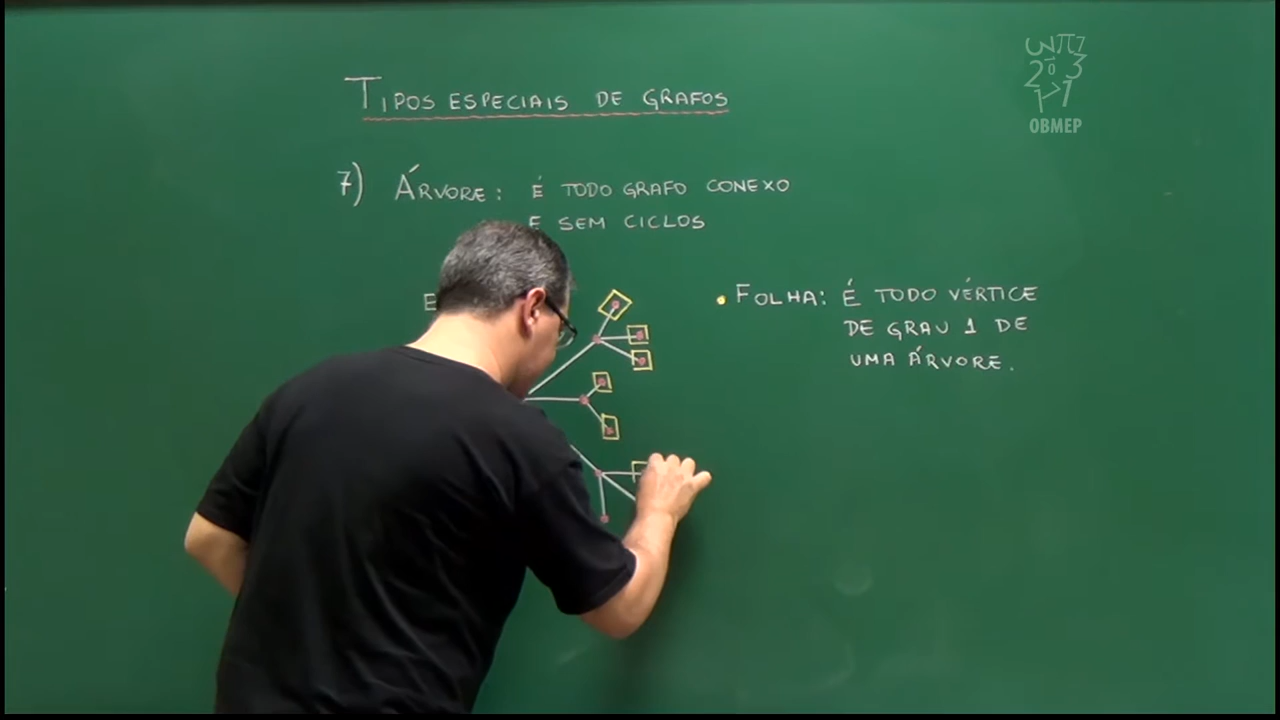 TIPOS ESPECIAIS DE GRAFOS
7) ÁRVORE: É TODO GRAFO CONEXO
E SEM CICLOS
FOLHA: É TODO VÉRTICE
DE GRAU 1 DE
UMA ÁRVORE.
OBMEP